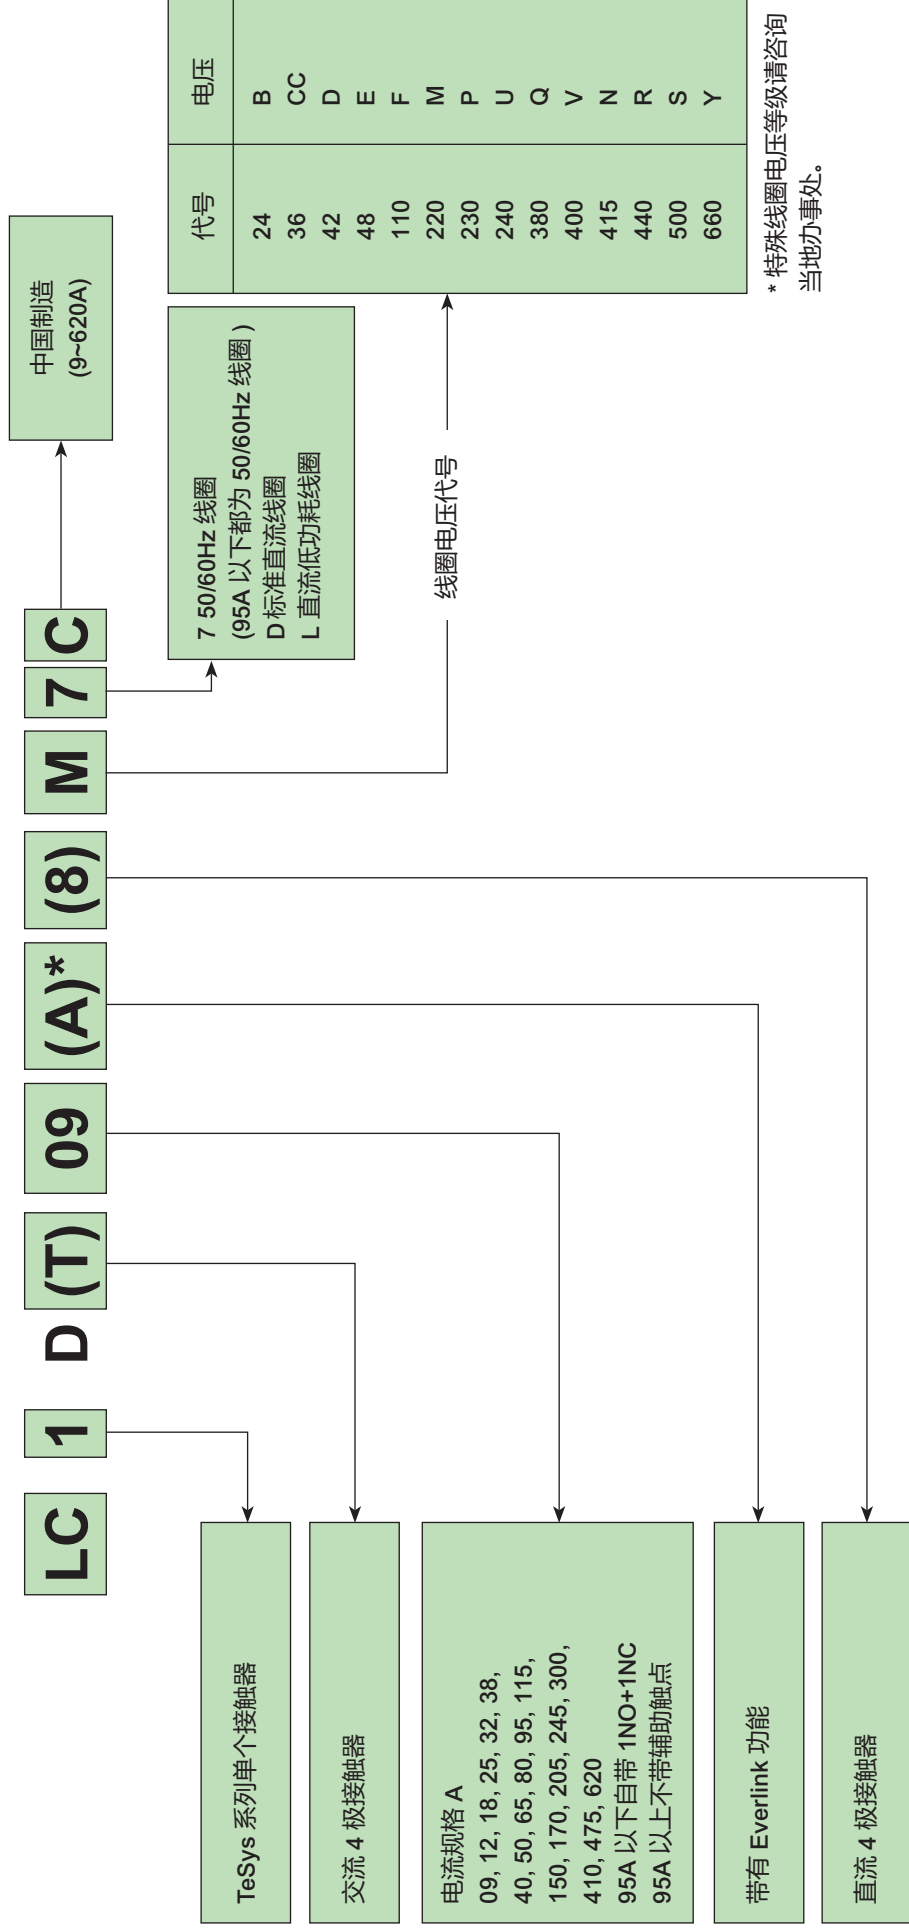 LC 1 D (T) 09 (A)* (8) M 7 C
TeSys 系列单个接触器
交流 4 极接触器
电流规格 A
09, 12, 18, 25, 32, 38,
40, 50, 65, 80, 95, 115,
150, 170, 205, 245, 300,
410, 475, 620
95A 以下自带 1NO+1NC
95A 以上不带辅助触点
带有 Everlink 功能
直流 4 极接触器
中国制造
(9~620A)
7 50/60Hz 线圈
(95A 以下都为 50/60Hz 线圈 )
D 标准直流线圈
L 直流低功耗线圈
线圈电压代号
代号 电压
24 B
36 CC
42 D
48 E
110 F
220 M
230 P
240 U
380 Q
400 V
415 N
440 R
500 S
660 Y
* 特殊线圈电压等级请咨询
当地办事处。